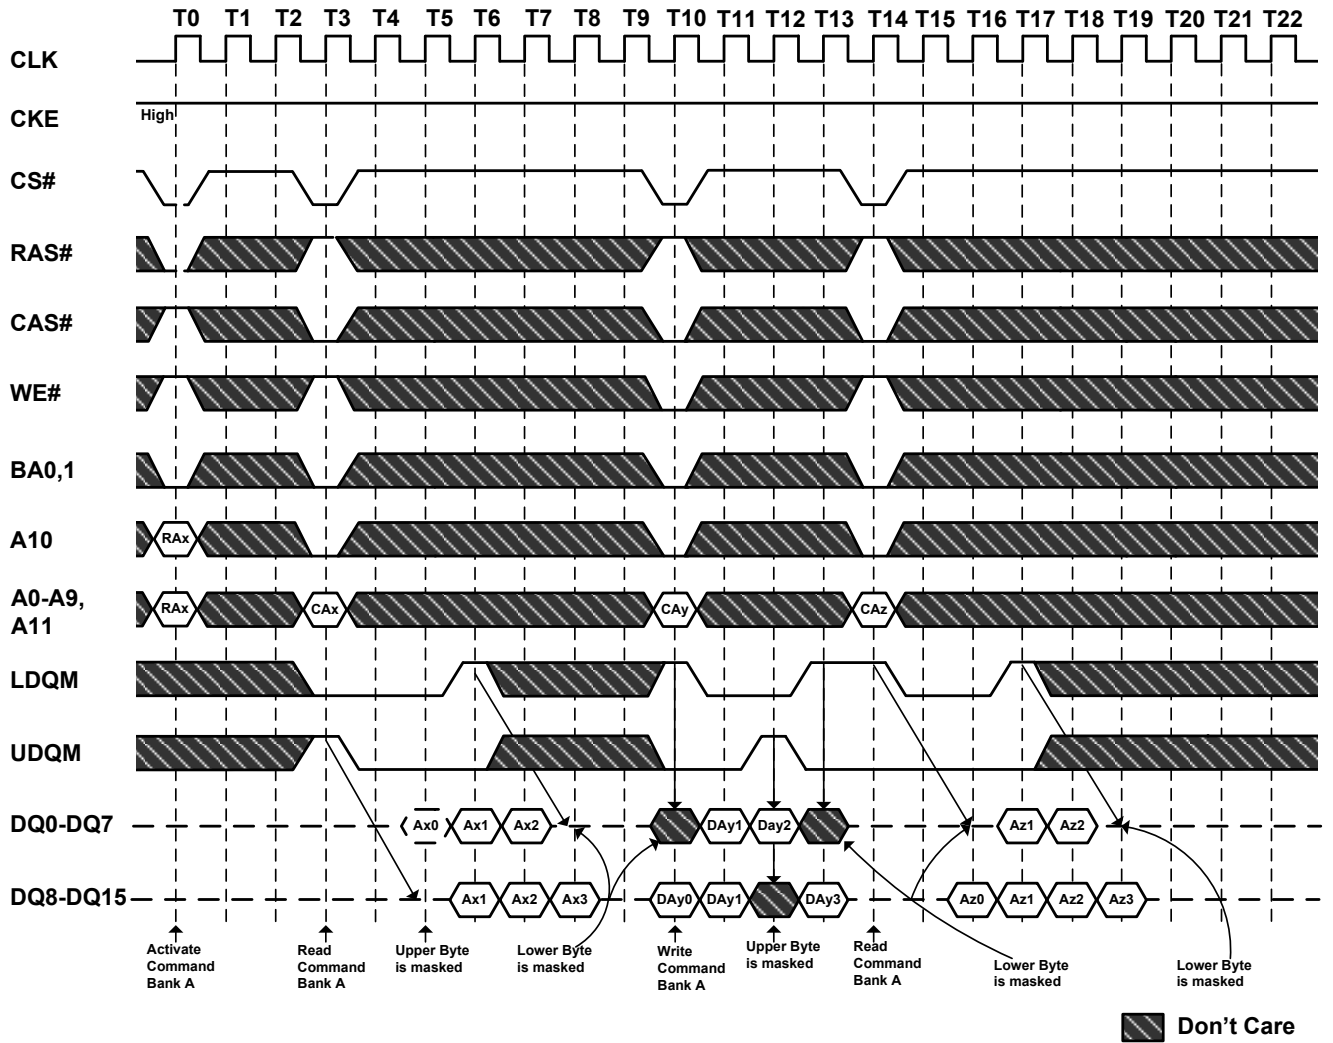 T0 T1 T2 T3 T4 T5 T6 T7 T8 T9 T10 T11 T12 T13 T14 T15 T16 T17 T18 T19 T20 T21 T22
CLK
CKE
High
CS#
RAS#
CAS#
WE#
BA0,1
A10
RAx
A0-A9,
A11
RAx CAx CAy CAz
LDQM
UDQM
DQ0-DQ7
Ax0 Ax1 Ax2 DAy1 Day2 Az1 Az2
DQ8-DQ15
Ax1 Ax2 Ax3 DAy0 DAy1 DAy3 Az0 Az1 Az2 Az3
Activate
Command
Bank A
Read
Command
Bank A
Upper Byte
is masked
Lower Byte
is masked
Write
Command
Bank A
Upper Byte
is masked
Read
Command
Bank A
Lower Byte
is masked
Lower Byte
is masked
Don't Care